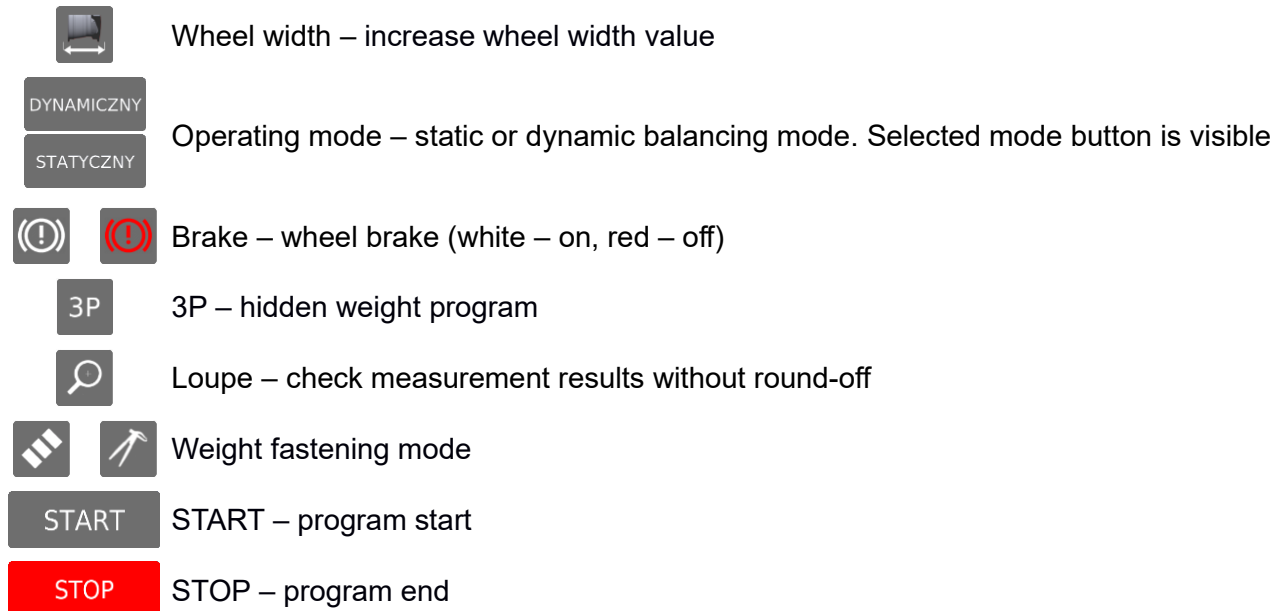 Wheel width – increase wheel width value
DYNAMICZNY
STATYCZNY
Operating mode – static or dynamic balancing mode. Selected mode button is visible
Brake – wheel brake (white – on, red – off)
3P 3P – hidden weight program
Loupe – check measurement results without round-off
Weight fastening mode
START START – program start
STOP STOP – program end